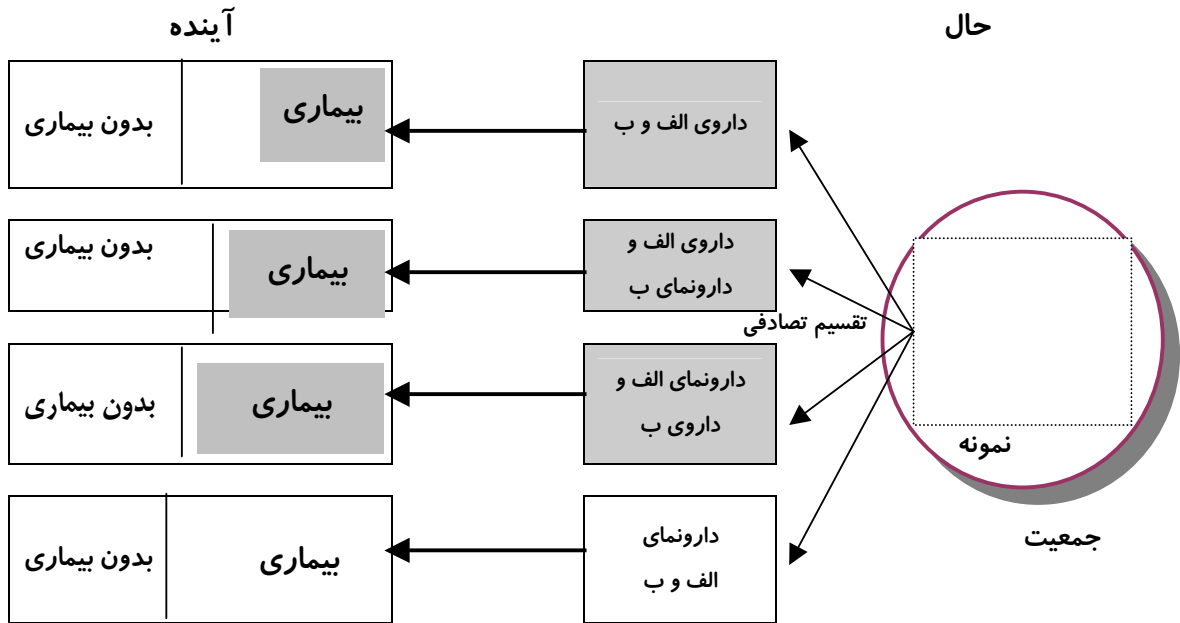 حال
آینده
داروی الف و ب
بیماری
بدون بیماری
داروی الف و
دارونمای ب
بیماری
بدون بیماری
تقسیم تصادفی
دارونمای الف و
داروی ب
بیماری
بدون بیماری
نمونه
جمعیت
دارونمای
الف و ب
بیماری
بدون بیماری